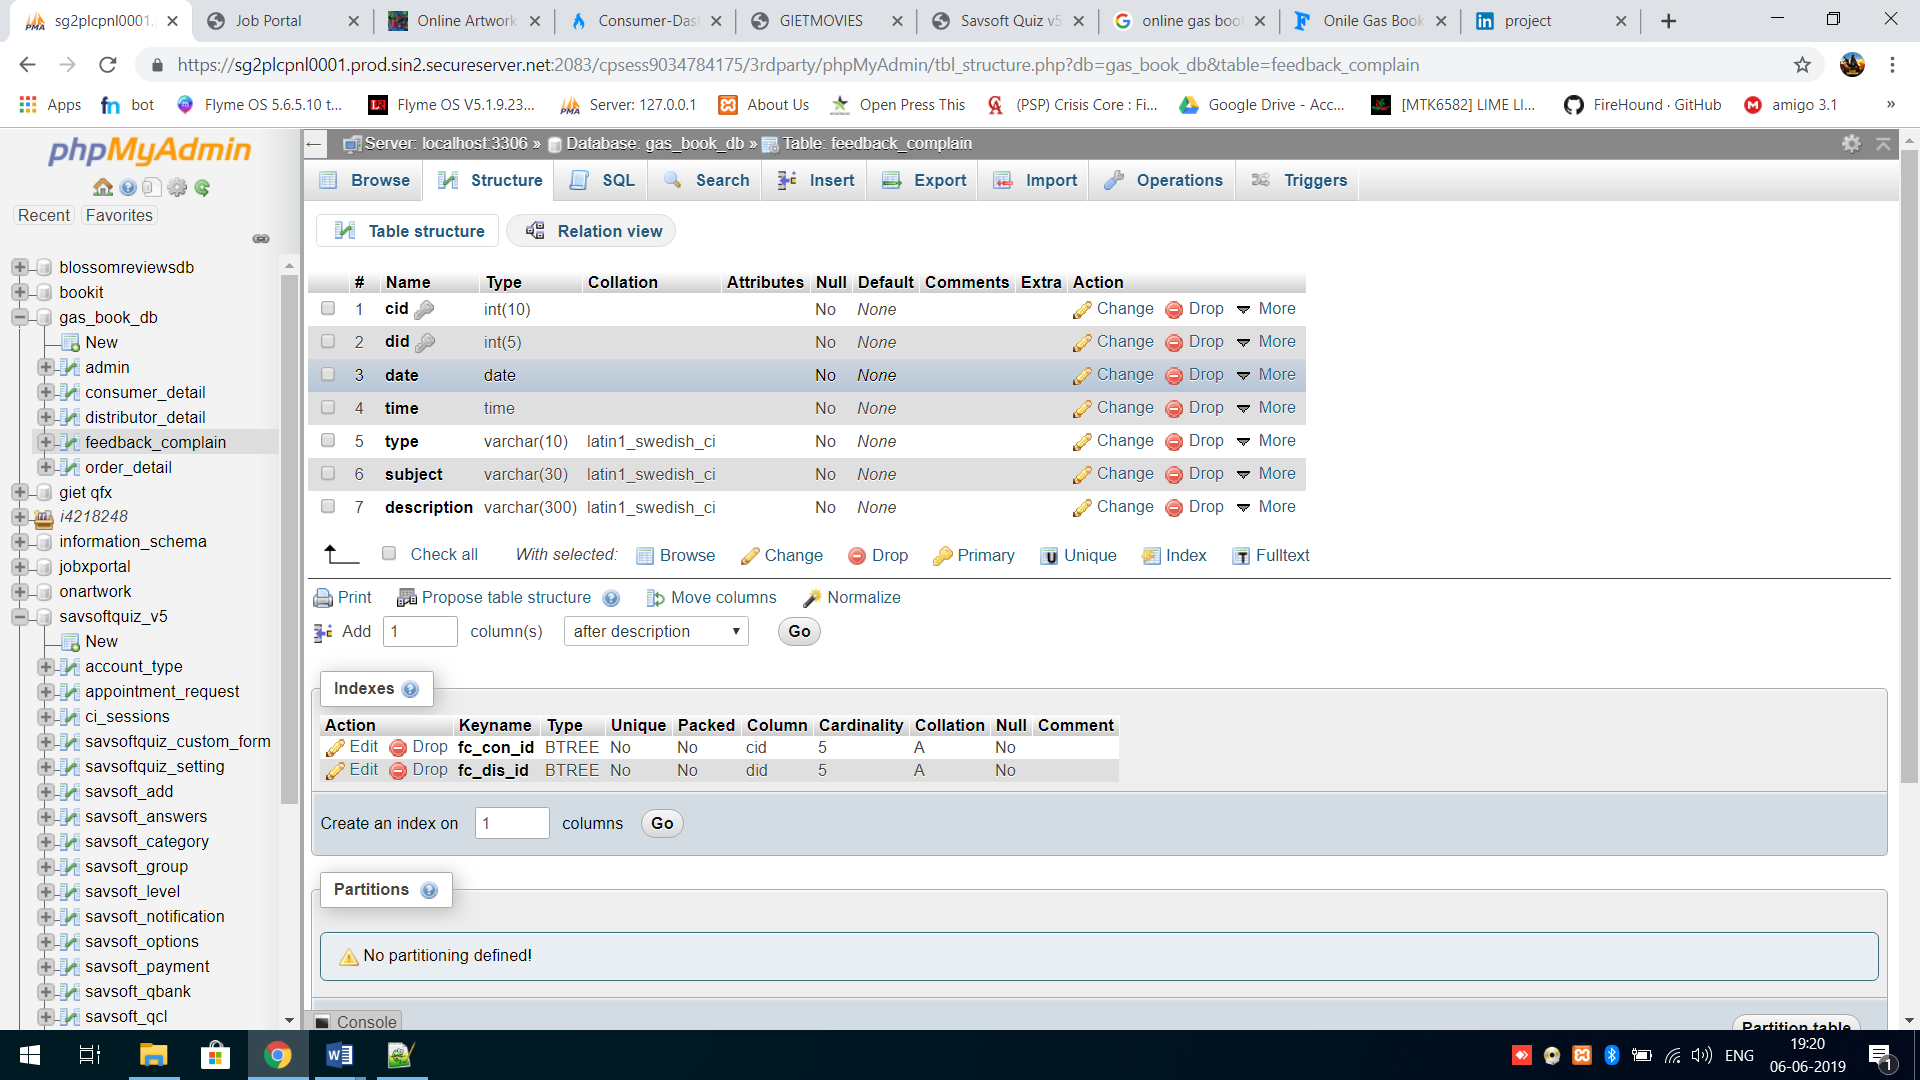 sg2plcpnl0001. Job Portal Online Artwork Consumer-Das GIETMOVIES Savsoft Quiz v5 online gas boo Onile Gas Book project
https://sg2plcpnl0001.prod.sin2.secureserver.net:2083/cpsess9034784175/3rdparty/phpMyAdmin/tbl_structure.php?db=gas_book_db&table=feedback_complain
Apps bot Flyme OS 5.6.5.10 t... Flyme OS V5.1.9.23... Server: 127.0.0.1 About Us Open Press This (PSP) Crisis Core : Fi... Google Drive - Acc... [MTK6582] LIME LI... FireHound · GitHub amigo 3.1 »
phpMyAdmin
Recent Favorites
blossomreviewsdb
bookit
gas_book_db
New
admin
consumer_detail
distributor_detail
feedback_complain
order_detail
giet qfx
i4218248
information_schema
jobxportal
onartwork
savsoftquiz_v5
New
account_type
appointment_request
ci_sessions
savsoftquiz_custom_form
savsoftquiz_setting
savsoft_add
savsoft_answers
savsoft_category
savsoft_group
savsoft_level
savsoft_notification
savsoft_options
savsoft_payment
savsoft_qbank
savsoft_qcl
Server: localhost:3306 » Database: gas_book_db » Table: feedback_complain
Browse Structure SQL Search Insert Export Import Operations Triggers
Table structure Relation view
# Name Type Collation Attributes Null Default Comments Extra Action
1 cid int(10) No None Change Drop More
2 did int(5) No None Change Drop More
3 date date No None Change Drop More
4 time time No None Change Drop More
5 type varchar(10) latin1_swedish_ci No None Change Drop More
6 subject varchar(30) latin1_swedish_ci No None Change Drop More
7 description varchar(300) latin1_swedish_ci No None Change Drop More
Check all With selected: Browse Change Drop Primary Unique Index Fulltext
Print Propose table structure Move columns Normalize
Add 1 column(s) after description Go
Indexes
Action Keyname Type Unique Packed Column Cardinality Collation Null Comment
Edit Drop fc_con_id BTREE No No cid 5 A No
Edit Drop fc_dis_id BTREE No No did 5 A No
Create an index on 1 columns Go
Partitions
No partitioning defined!
Console
Partition table
ENG
19:20
06-06-2019
1